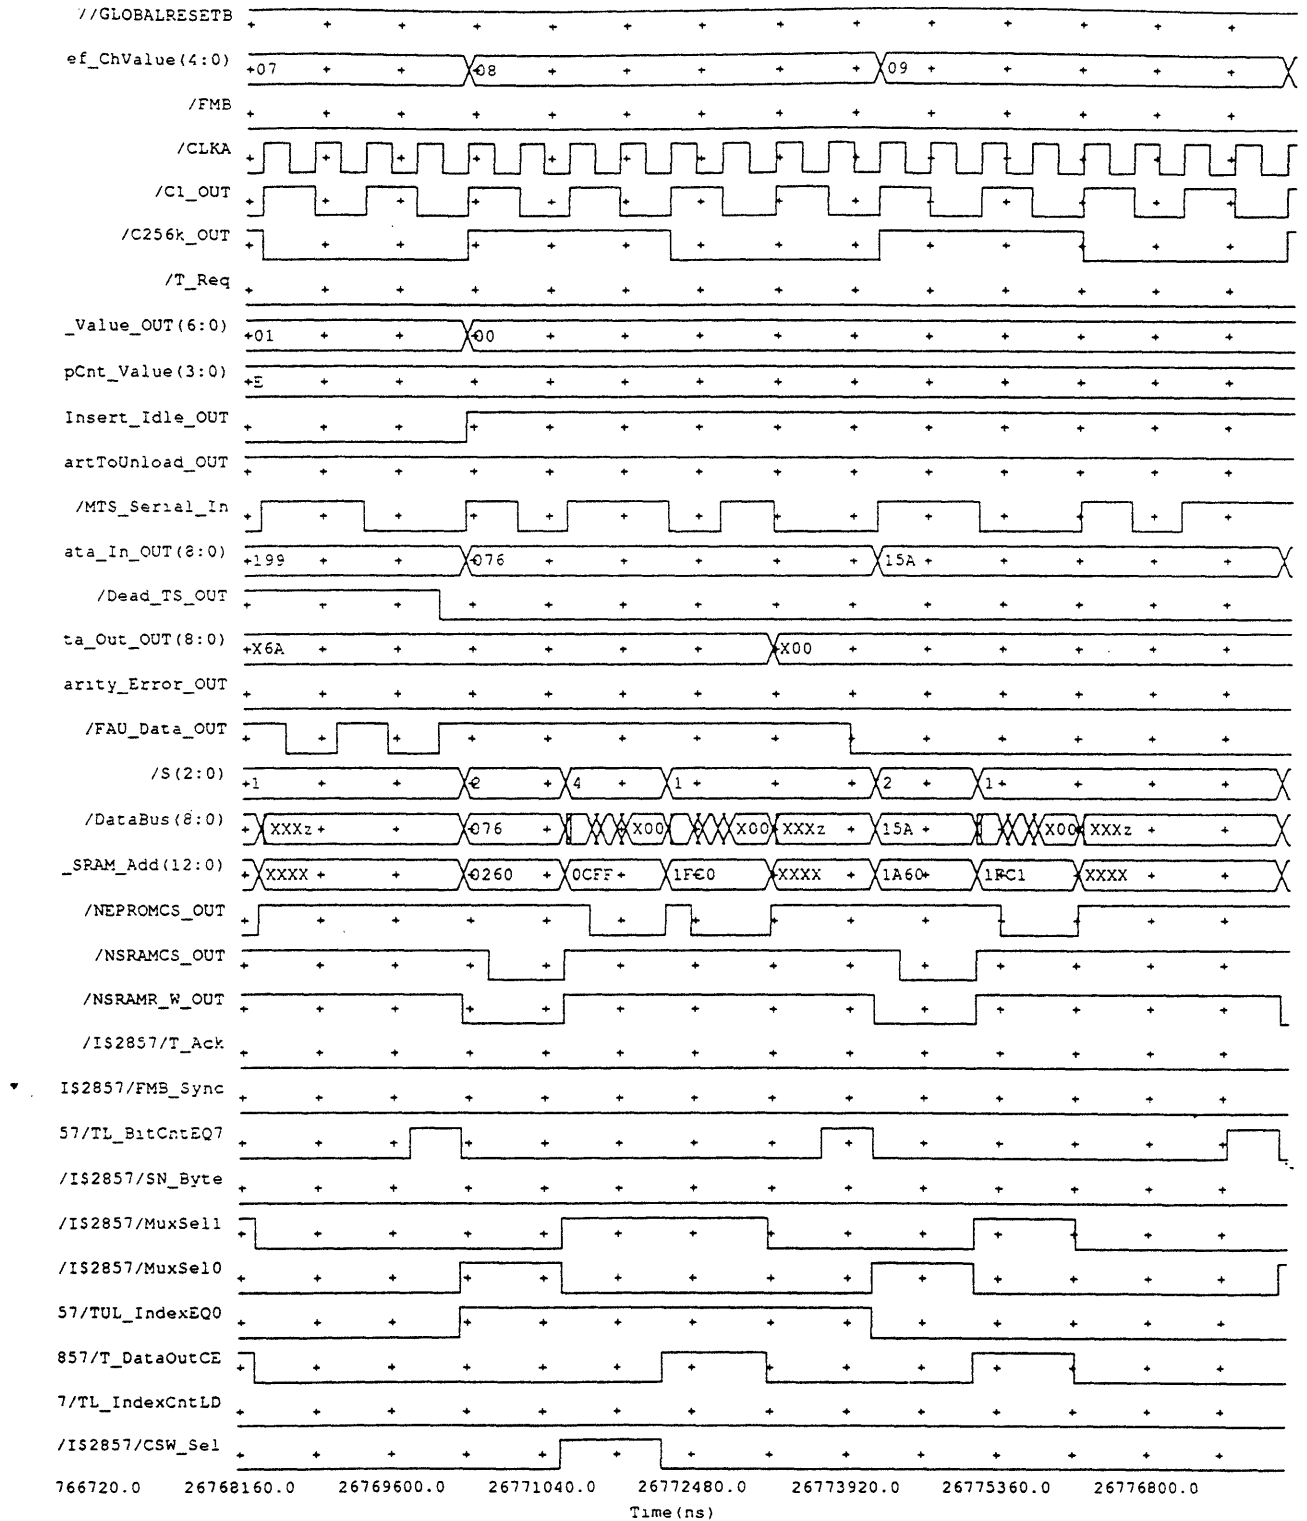 7/GLOBALRESETB
ef_ChValue(4:0) 07 08 09
/FMB
/CLKA
/C1_OUT
/C256k_OUT
/T_Req
_Value_OUT(6:0) 01 00
pCnt_Value(3:0) E
Insert_Idle_OUT
artToUnload_OUT
/MTS_Serial_In
ata_In_OUT(8:0) 199 076 15A
/Dead_TS_OUT
ta_Out_OUT(8:0) X6A X00
arity_Error_OUT
/FAU_Data_OUT
/S(2:0) 1 2 4 1 2 1
/DataBus(8:0) XXXz 076 X00 X00 XXXz 15A X00 XXXz
_SRAM_Add(12:0) XXXX 0260 0CFF 1FC0 XXXX 1A60 1FC1 XXXX
/NEPROMCS_OUT
/NSRAMCS_OUT
/NSRAMR_W_OUT
/I$2857/T_Ack
I$2857/FMB_Sync
57/TL_BitCntEQ7
/I$2857/SN_Byte
/I$2857/MuxSel1
/I$2857/MuxSel0
57/TUL_IndexEQ0
857/T_DataOutCE
7/TL_IndexCntLD
/I$2857/CSW_Sel
766720.0 26768160.0 26769600.0 26771040.0 26772480.0 26773920.0 26775360.0 26776800.0
Time(ns)